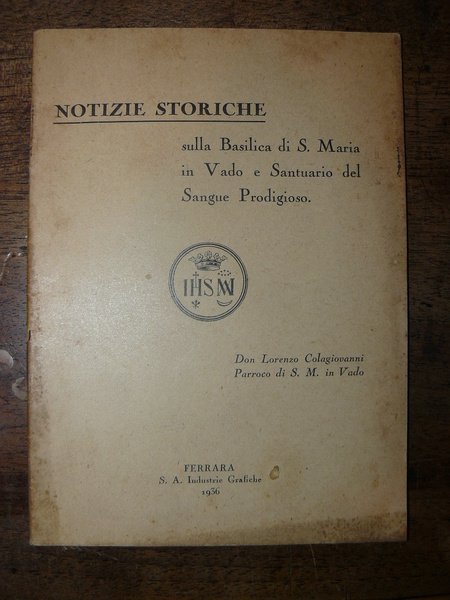 NOTIZIE STORICHE
sulla Basilica di S. Maria
in Vado e Santuario del
Sangue Prodigioso.
IHS
Don Lorenzo Colagiovanni
Parroco di S. M. in Vado
FERRARA
S. A. Industrie Grafiche
1936